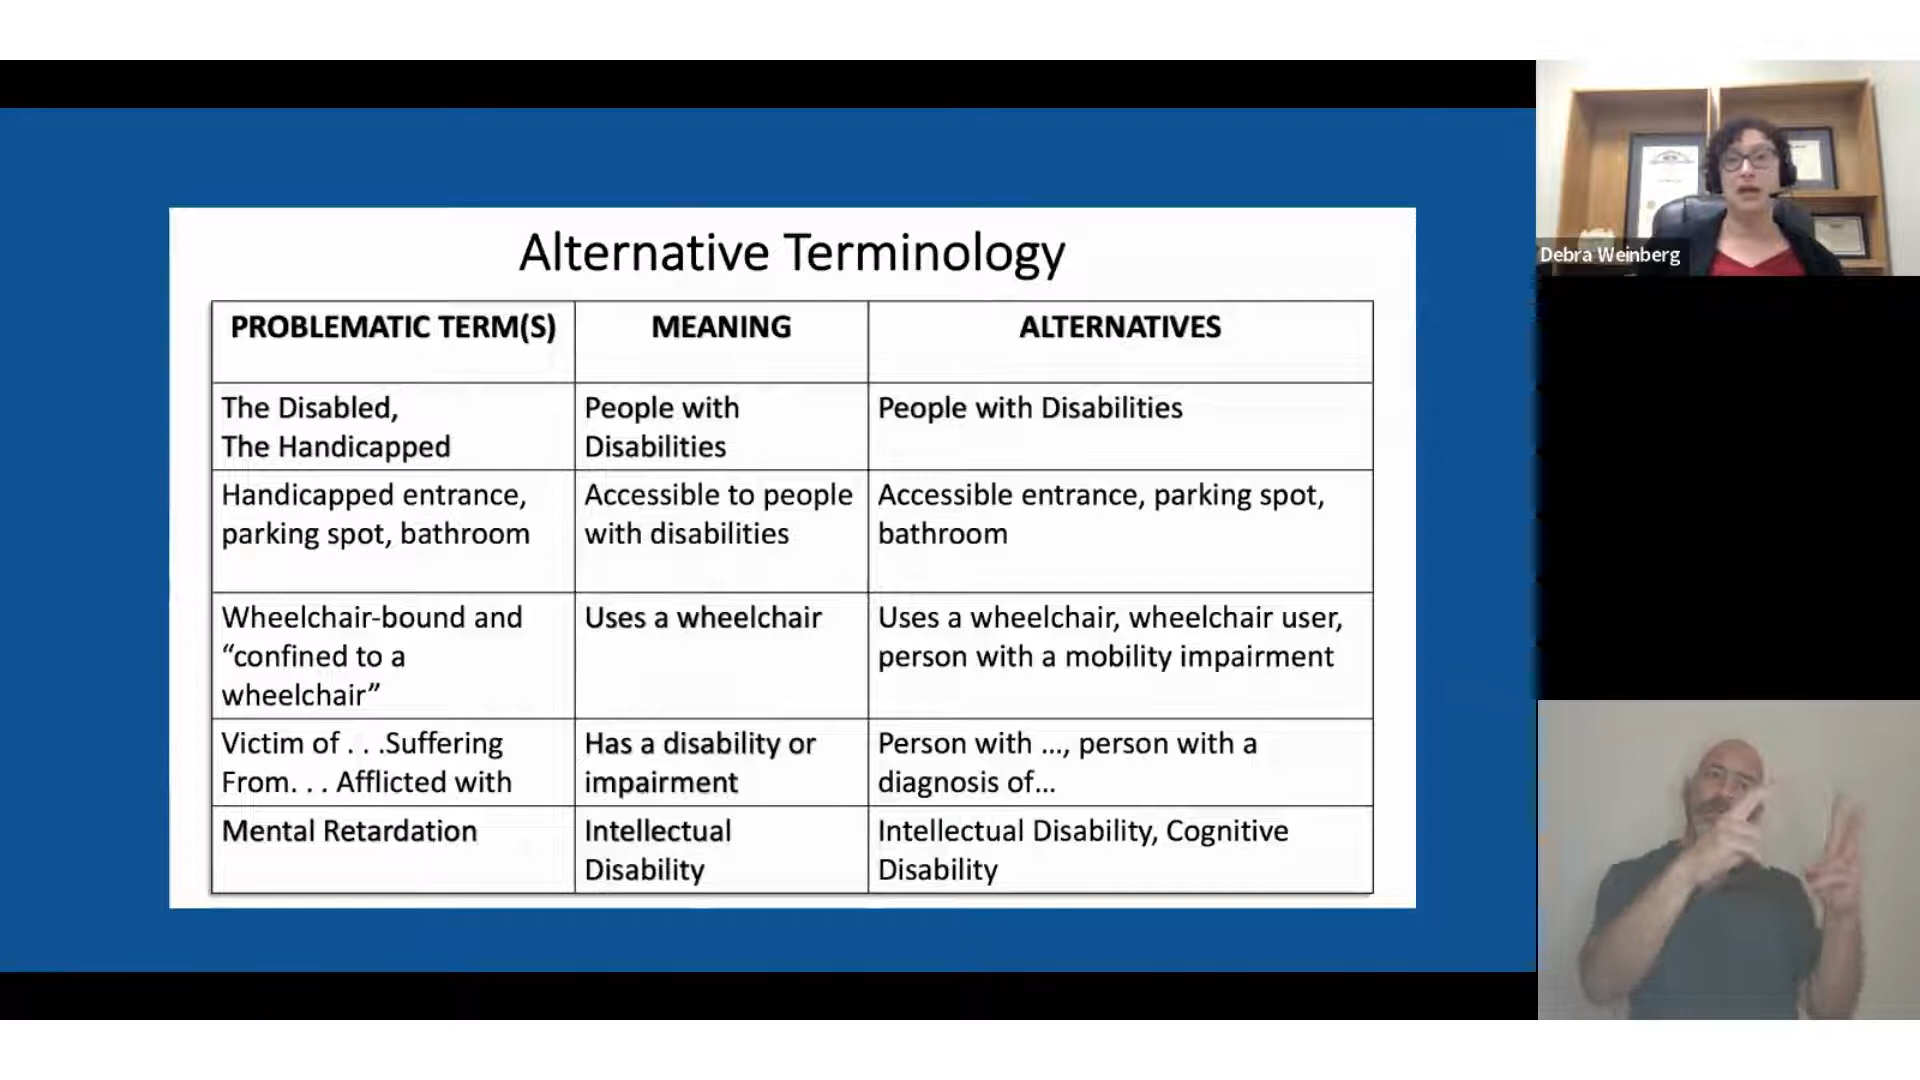 Alternative Terminology
PROBLEMATIC TERM(S)
MEANING
ALTERNATIVES
The Disabled,
The Handicapped
People with
Disabilities
People with Disabilities
Handicapped entrance,
parking spot, bathroom
Accessible to people
with disabilities
Accessible entrance, parking spot,
bathroom
Wheelchair-bound and
“confined to a
wheelchair”
Uses a wheelchair
Uses a wheelchair, wheelchair user,
person with a mobility impairment
Victim of . . .Suffering
From. . . Afflicted with
Has a disability or
impairment
Person with ..., person with a
diagnosis of...
Mental Retardation
Intellectual
Disability
Intellectual Disability, Cognitive
Disability
Debra Weinberg